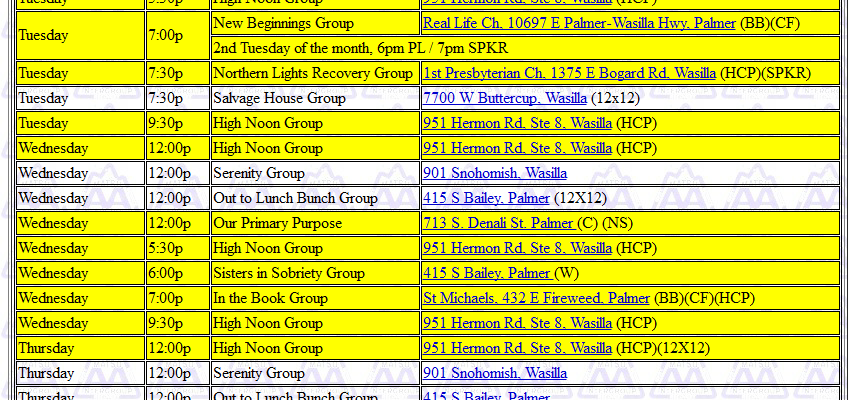 Tuesday 5:30p High Noon Group 951 Hermon Rd, Ste 8, Wasilla (HCP)
Tuesday 7:00p New Beginnings Group Real Life Ch, 10697 E Palmer-Wasilla Hwy, Palmer (BB)(CF)
2nd Tuesday of the month, 6pm PL / 7pm SPKR
Tuesday 7:30p Northern Lights Recovery Group 1st Presbyterian Ch, 1375 E Bogard Rd, Wasilla (HCP)(SPKR)
Tuesday 7:30p Salvage House Group 7700 W Buttercup, Wasilla (12x12)
Tuesday 9:30p High Noon Group 951 Hermon Rd, Ste 8, Wasilla (HCP)
Wednesday 12:00p High Noon Group 951 Hermon Rd, Ste 8, Wasilla (HCP)
Wednesday 12:00p Serenity Group 901 Snohomish, Wasilla
Wednesday 12:00p Out to Lunch Bunch Group 415 S Bailey, Palmer (12X12)
Wednesday 12:00p Our Primary Purpose 713 S. Denali St. Palmer (C) (NS)
Wednesday 5:30p High Noon Group 951 Hermon Rd, Ste 8, Wasilla (HCP)
Wednesday 6:00p Sisters in Sobriety Group 415 S Bailey, Palmer (W)
Wednesday 7:00p In the Book Group St Michaels, 432 E Fireweed, Palmer (BB)(CF)(HCP)
Wednesday 9:30p High Noon Group 951 Hermon Rd, Ste 8, Wasilla (HCP)
Thursday 12:00p High Noon Group 951 Hermon Rd, Ste 8, Wasilla (HCP)(12X12)
Thursday 12:00p Serenity Group 901 Snohomish, Wasilla
Thursday 12:00p Out to Lunch Bunch Group 415 S Bailey, Palmer